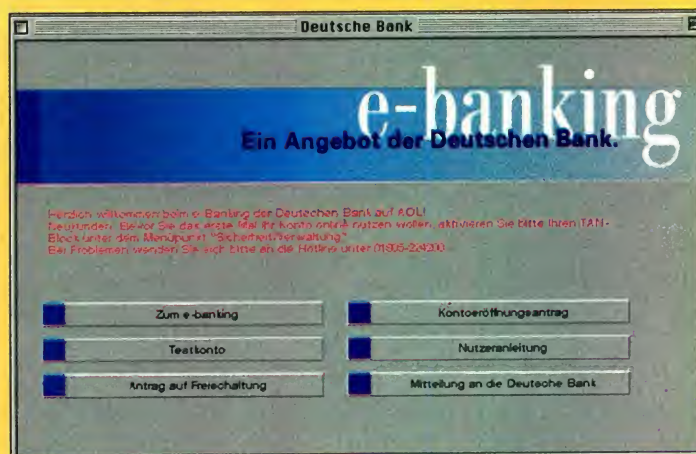 Deutsche Bank
e-banking
Ein Angebot der Deutschen Bank.
Herzlich willkommen beim e-Banking der Deutschen Bank auf AOL!
Neukunden: Bevor Sie das erste Mal Ihr Konto online nutzen wollen, aktivieren Sie bitte Ihren TAN-
Block unter dem Menüpunkt "Sicherheit/Verwaltung"
Bei Problemen wenden Sie sich bitte an die Hotline unter
Zum e-banking
Kontoeröffnungsantrag
Testkonto
Nutzeranleitung
Antrag auf Freischaltung
Mitteilung an die Deutsche Bank